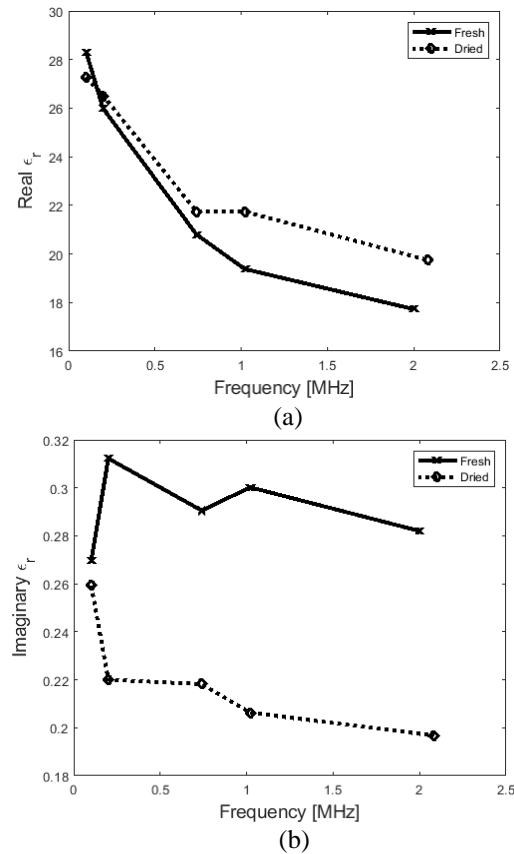 30
28
26
24
22
20
18
16
Real ϵr
Fresh
Dried
0 0.5 1 1.5 2 2.5
Frequency [MHz]
(a)
0.32
0.3
0.28
0.26
0.24
0.22
0.2
0.18
Imaginary ϵr
Fresh
Dried
0 0.5 1 1.5 2 2.5
Frequency [MHz]
(b)